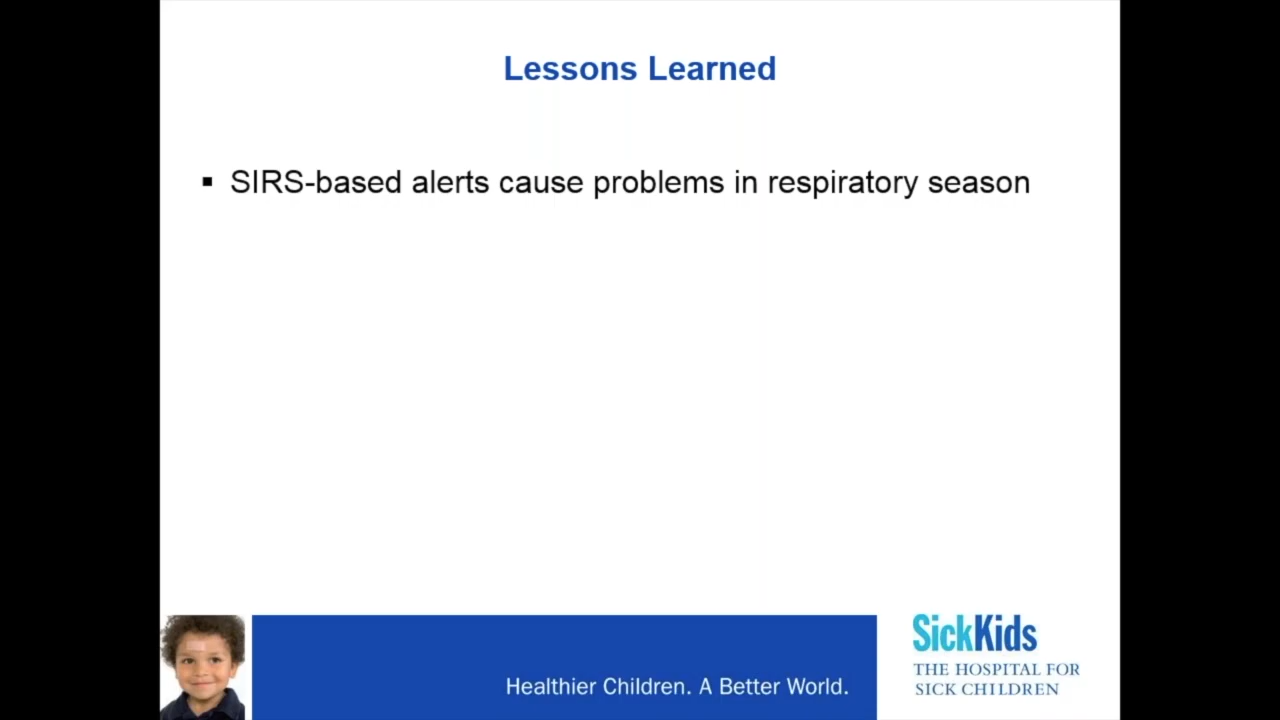 Lessons Learned
▪ SIRS-based alerts cause problems in respiratory season
Healthier Children. A Better World.
SickKids
THE HOSPITAL FOR
SICK CHILDREN